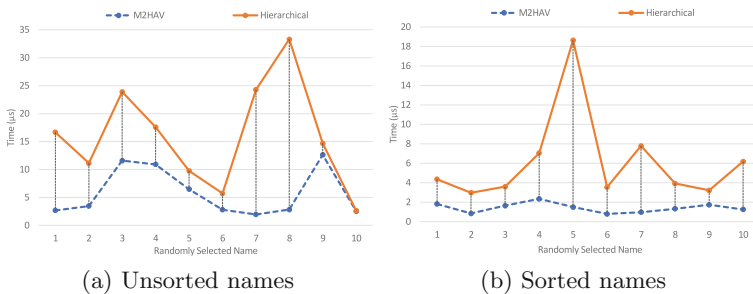 M2HAV Hierarchical
35
30
25
20
15
10
5
0
Time (µs)
1 2 3 4 5 6 7 8 9 10
Randomly Selected Name
(a) Unsorted names
M2HAV Hierarchical
20
18
16
14
12
10
8
6
4
2
0
Time (µs)
1 2 3 4 5 6 7 8 9 10
Randomly Selected Name
(b) Sorted names